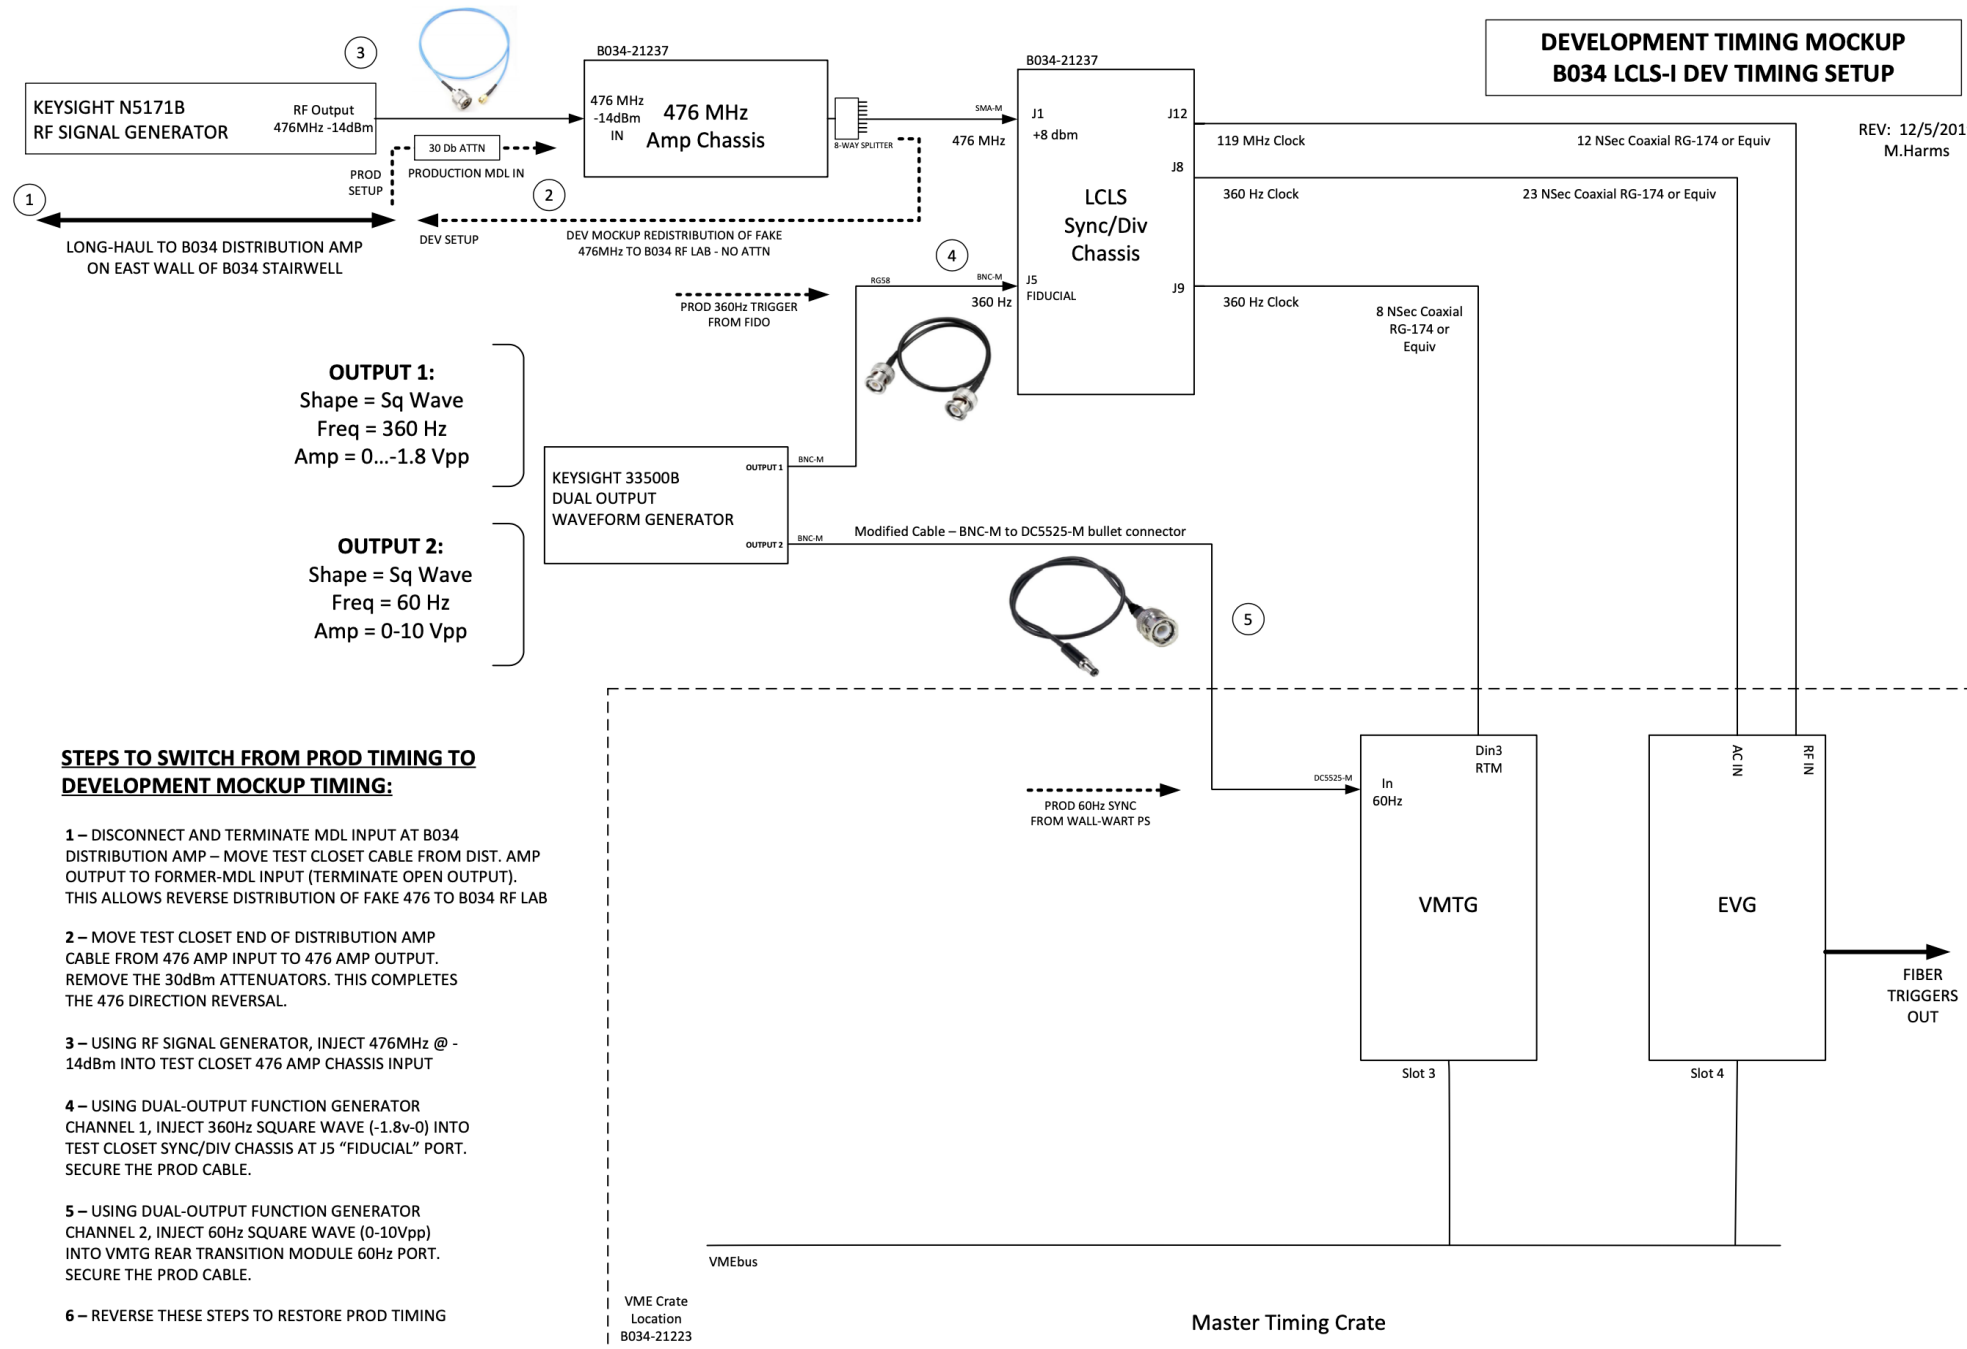 DEVELOPMENT TIMING MOCKUP
B034 LCLS-I DEV TIMING SETUP
REV: 12/5/201
M.Harms
3
KEYSIGHT N5171B
RF SIGNAL GENERATOR
RF Output
476MHz -14dBm
PROD
SETUP
30 Db ATTN
PRODUCTION MDL IN
1
LONG-HAUL TO B034 DISTRIBUTION AMP
ON EAST WALL OF B034 STAIRWELL
B034-21237
476 MHz
-14dBm
IN
476 MHz
Amp Chassis
8-WAY SPLITTER
2
DEV SETUP
DEV MOCKUP REDISTRIBUTION OF FAKE
476MHz TO B034 RF LAB - NO ATTN
SMA-M
476 MHz
B034-21237
J1
+8 dbm
J12
J8
LCLS
Sync/Div
Chassis
J5
FIDUCIAL
J9
119 MHz Clock
12 NSec Coaxial RG-174 or Equiv
360 Hz Clock
23 NSec Coaxial RG-174 or Equiv
360 Hz Clock
8 NSec Coaxial
RG-174 or
Equiv
4
RG58
BNC-M
360 Hz
PROD 360Hz TRIGGER
FROM FIDO
OUTPUT 1:
Shape = Sq Wave
Freq = 360 Hz
Amp = 0...-1.8 Vpp
OUTPUT 2:
Shape = Sq Wave
Freq = 60 Hz
Amp = 0-10 Vpp
KEYSIGHT 33500B
DUAL OUTPUT
WAVEFORM GENERATOR
OUTPUT 1
BNC-M
OUTPUT 2
BNC-M
Modified Cable – BNC-M to DC5525-M bullet connector
5
PROD 60Hz SYNC
FROM WALL-WART PS
DC5525-M
In
60Hz
Din3
RTM
VMTG
Slot 3
AC IN
RF IN
EVG
Slot 4
FIBER
TRIGGERS
OUT
VMEbus
VME Crate
Location
B034-21223
Master Timing Crate
STEPS TO SWITCH FROM PROD TIMING TO
DEVELOPMENT MOCKUP TIMING:
1 – DISCONNECT AND TERMINATE MDL INPUT AT B034
DISTRIBUTION AMP – MOVE TEST CLOSET CABLE FROM DIST. AMP
OUTPUT TO FORMER-MDL INPUT (TERMINATE OPEN OUTPUT).
THIS ALLOWS REVERSE DISTRIBUTION OF FAKE 476 TO B034 RF LAB
2 – MOVE TEST CLOSET END OF DISTRIBUTION AMP
CABLE FROM 476 AMP INPUT TO 476 AMP OUTPUT.
REMOVE THE 30dBm ATTENUATORS. THIS COMPLETES
THE 476 DIRECTION REVERSAL.
3 – USING RF SIGNAL GENERATOR, INJECT 476MHz @ -
14dBm INTO TEST CLOSET 476 AMP CHASSIS INPUT
4 – USING DUAL-OUTPUT FUNCTION GENERATOR
CHANNEL 1, INJECT 360Hz SQUARE WAVE (-1.8v-0) INTO
TEST CLOSET SYNC/DIV CHASSIS AT J5 “FIDUCIAL” PORT.
SECURE THE PROD CABLE.
5 – USING DUAL-OUTPUT FUNCTION GENERATOR
CHANNEL 2, INJECT 60Hz SQUARE WAVE (0-10Vpp)
INTO VMTG REAR TRANSITION MODULE 60Hz PORT.
SECURE THE PROD CABLE.
6 – REVERSE THESE STEPS TO RESTORE PROD TIMING